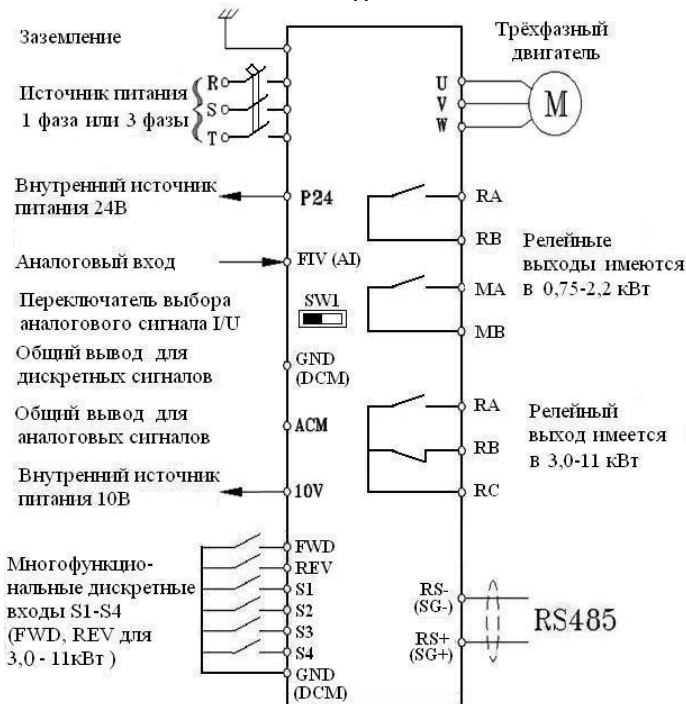 Заземление
Трёхфазный
двигатель
R
S
T
Источник питания
1 фаза или 3 фазы
U
V
W
M
Внутренний источник
питания 24В
P24
RA
RB
Релейные
выходы имеются
в 0,75-2,2 кВт
Аналоговый вход
FIV (AI)
MA
MB
Переключатель выбора
аналогового сигнала I/U
SW1
Общий вывод для
дискретных сигналов
GND
(DCM)
Общий вывод для
аналоговых сигналов
ACM
RA
RB
RC
Релейный
выход имеется
в 3,0-11 кВт
Внутренний источник
питания 10В
10V
Многофункцио-
нальные дискретные
входы S1-S4
(FWD, REV для
3,0 - 11кВт )
FWD
REV
S1
S2
S3
S4
GND
(DCM)
RS-
(SG-)
RS+
(SG+)
RS485